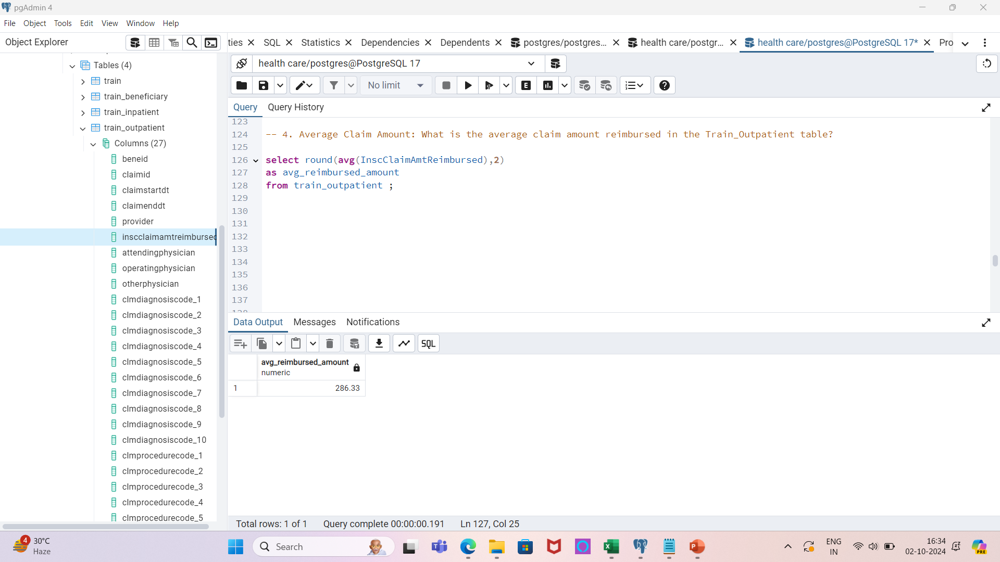 pgAdmin 4
File Object Tools Edit View Window Help
Object Explorer
ties SQL Statistics Dependencies Dependents postgres/postgres... health care/postgr... health care/postgres@PostgreSQL 17* Pro
Tables (4)
train
train_beneficiary
train_inpatient
train_outpatient
Columns (27)
beneid
claimid
claimstartdt
claimenddt
provider
inscclaimamtreimbursed
attendingphysician
operatingphysician
otherphysician
clmdiagnosiscode_1
clmdiagnosiscode_2
clmdiagnosiscode_3
clmdiagnosiscode_4
clmdiagnosiscode_5
clmdiagnosiscode_6
clmdiagnosiscode_7
clmdiagnosiscode_8
clmdiagnosiscode_9
clmdiagnosiscode_10
clmprocedurecode_1
clmprocedurecode_2
clmprocedurecode_3
clmprocedurecode_4
clmprocedurecode_5
health care/postgres@PostgreSQL 17
No limit
E
Query Query History
123
124 -- 4. Average Claim Amount: What is the average claim amount reimbursed in the Train_Outpatient table?
125
126 select round(avg(InscClaimAmtReimbursed),2)
127 as avg_reimbursed_amount
128 from train_outpatient ;
129
130
131
132
133
134
135
136
137
Data Output Messages Notifications
SQL
avg_reimbursed_amount
numeric
1 286.33
Total rows: 1 of 1 Query complete 00:00:00.191 Ln 127, Col 25
4
30°C
Haze
Search
ENG
IN
16:34
02-10-2024
PRE